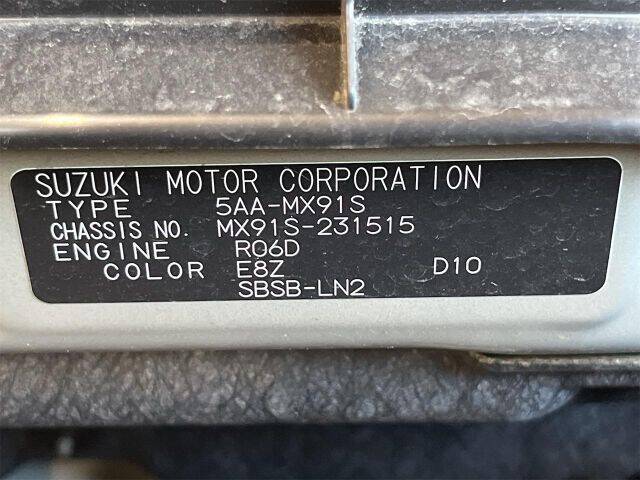 SUZUKI MOTOR CORPORATION
TYPE 5AA-MX91S
CHASSIS NO. MX91S-231515
ENGINE R06D
COLOR E8Z D10
SBSB-LN2